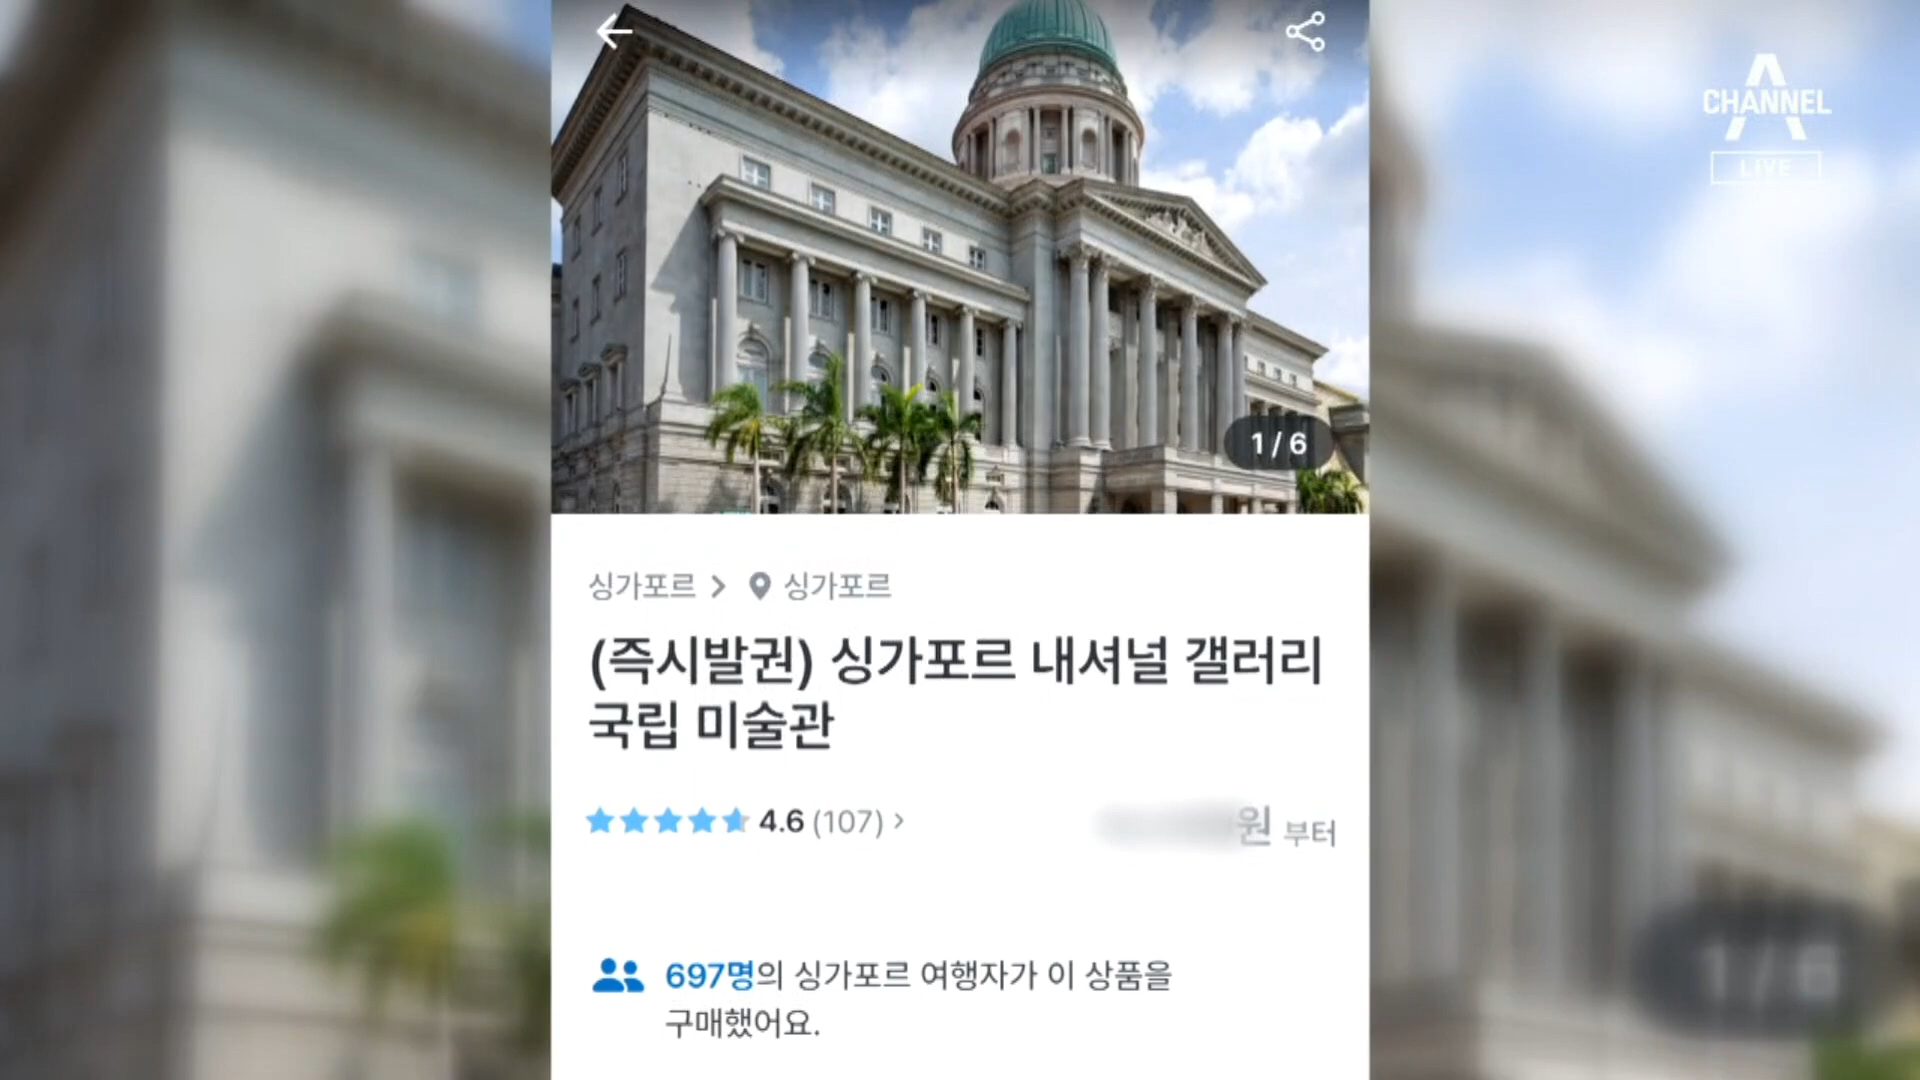 CHANNEL A
LIVE
1/6
싱가포르 > 싱가포르
(즉시발권) 싱가포르 내셔널 갤러리
국립 미술관
4.6 (107) >
원 부터
697명의 싱가포르 여행자가 이 상품을
구매했어요.